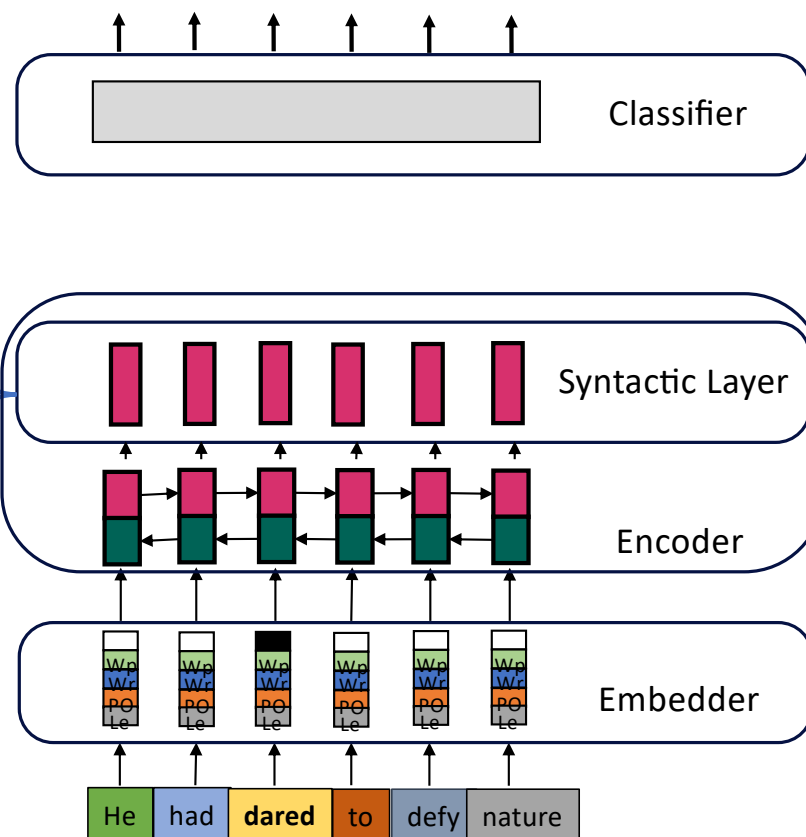 Classifier
Syntactic Layer
Encoder
Wp Wp Wp Wp Wp Wp
Wr Wr Wr Wr Wr Wr
PO PO PO PO PO PO
Le Le Le Le Le Le
Embedder
He had dared to defy nature